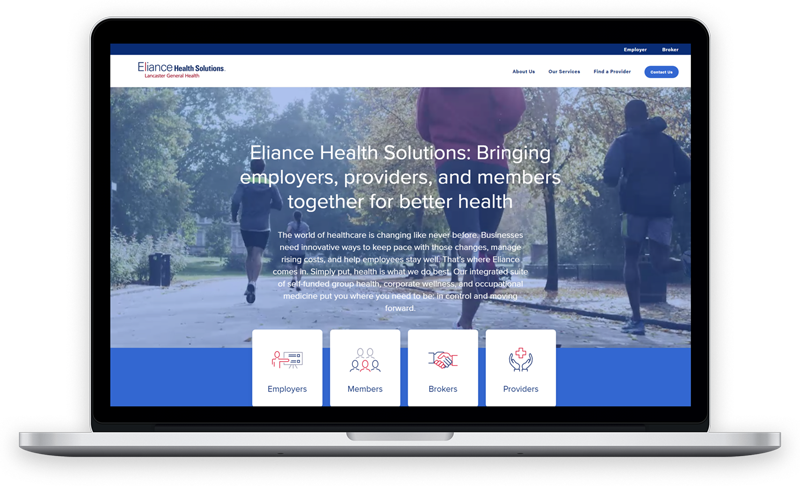 Employer Broker
Eliance Health Solutions
Lancaster General Health
About Us Our Services Find a Provider Contact Us
Eliance Health Solutions: Bringing
employers, providers, and members
together for better health
The world of healthcare is changing like never before. Businesses
need innovative ways to keep pace with those changes, manage
rising costs, and help employees stay well. That's where Eliance
comes in. Simply put, health is what we do best. Our integrated suite
of self-funded group health, corporate wellness, and occupational
medicine put you where you need to be: in control and moving
forward.
Employers Members Brokers Providers